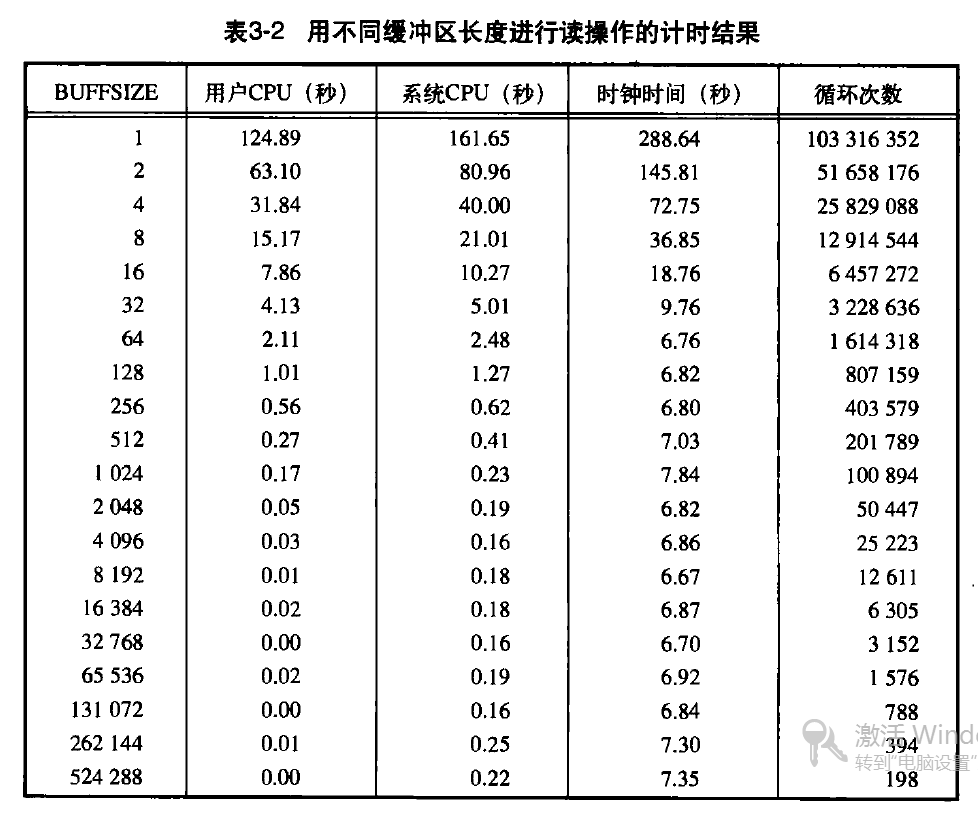 表3-2 用不同缓冲区长度进行读操作的计时结果
BUFFSIZE 用户CPU（秒） 系统CPU（秒） 时钟时间（秒） 循环次数
1 124.89 161.65 288.64 103 316 352
2 63.10 80.96 145.81 51 658 176
4 31.84 40.00 72.75 25 829 088
8 15.17 21.01 36.85 12 914 544
16 7.86 10.27 18.76 6 457 272
32 4.13 5.01 9.76 3 228 636
64 2.11 2.48 6.76 1 614 318
128 1.01 1.27 6.82 807 159
256 0.56 0.62 6.80 403 579
512 0.27 0.41 7.03 201 789
1 024 0.17 0.23 7.84 100 894
2 048 0.05 0.19 6.82 50 447
4 096 0.03 0.16 6.86 25 223
8 192 0.01 0.18 6.67 12 611
16 384 0.02 0.18 6.87 6 305
32 768 0.00 0.16 6.70 3 152
65 536 0.02 0.19 6.92 1 576
131 072 0.00 0.16 6.84 788
262 144 0.01 0.25 7.30 394
524 288 0.00 0.22 7.35 198
激活 Wind
转到“电脑设置”